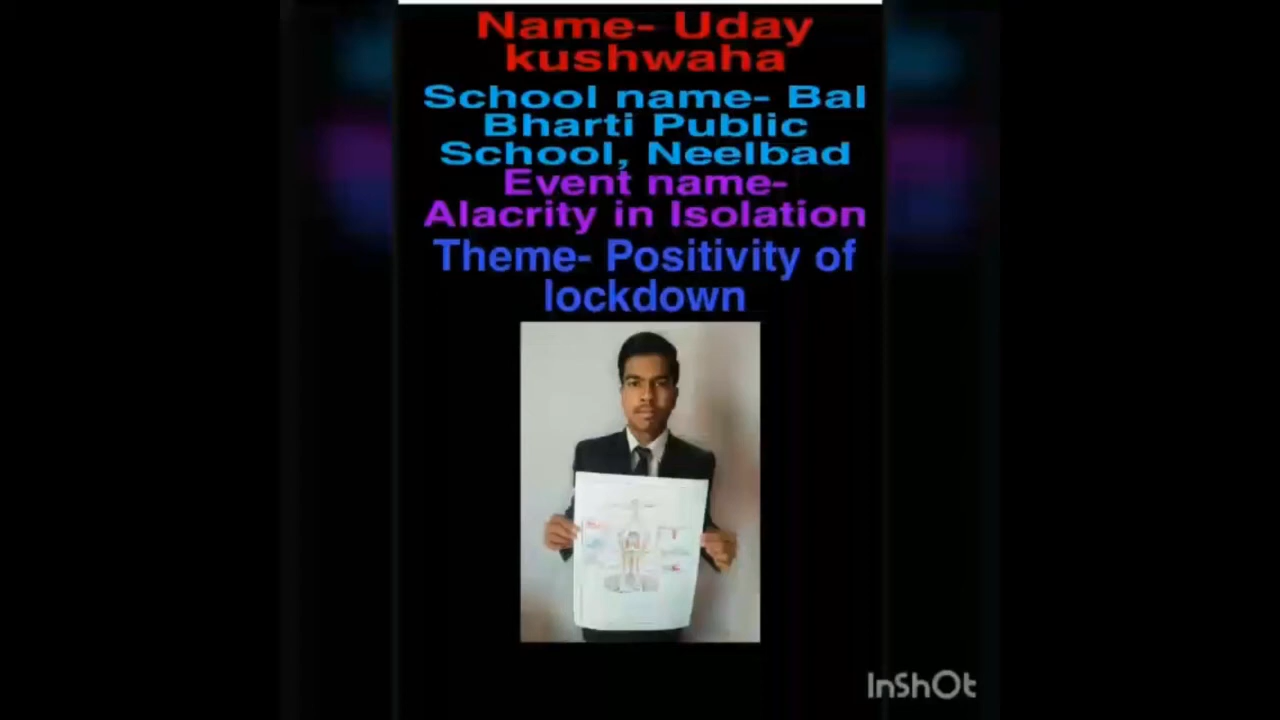 Name- Uday
kushwaha
School name- Bal
Bharti Public
School, Neelbad
Event name-
Alacrity in Isolation
Theme- Positivity of
lockdown
InShOt